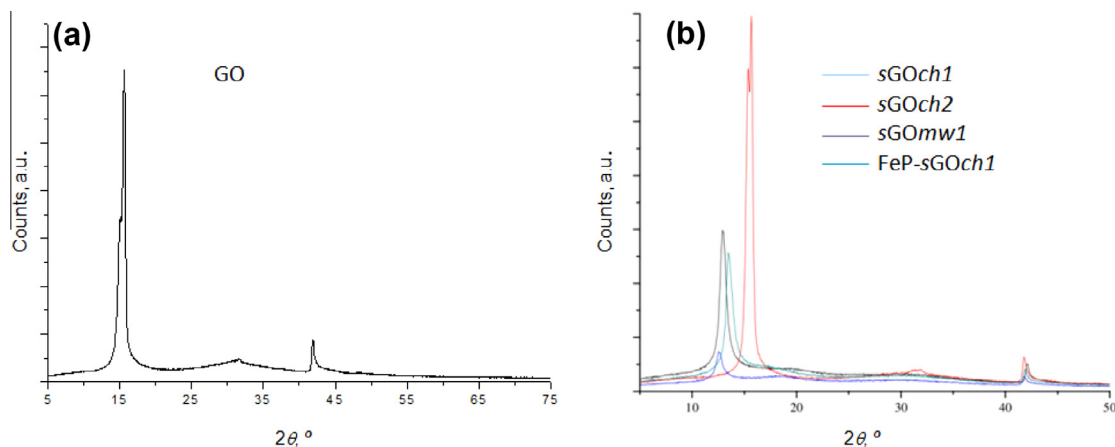 (a)
GO
Counts, a.u.
5 15 25 35 45 55 65 75
2θ, º
(b)
sGOch1
sGOch2
sGOmw1
FeP-sGOch1
Counts, a.u.
10 20 30 40 50
2θ, º